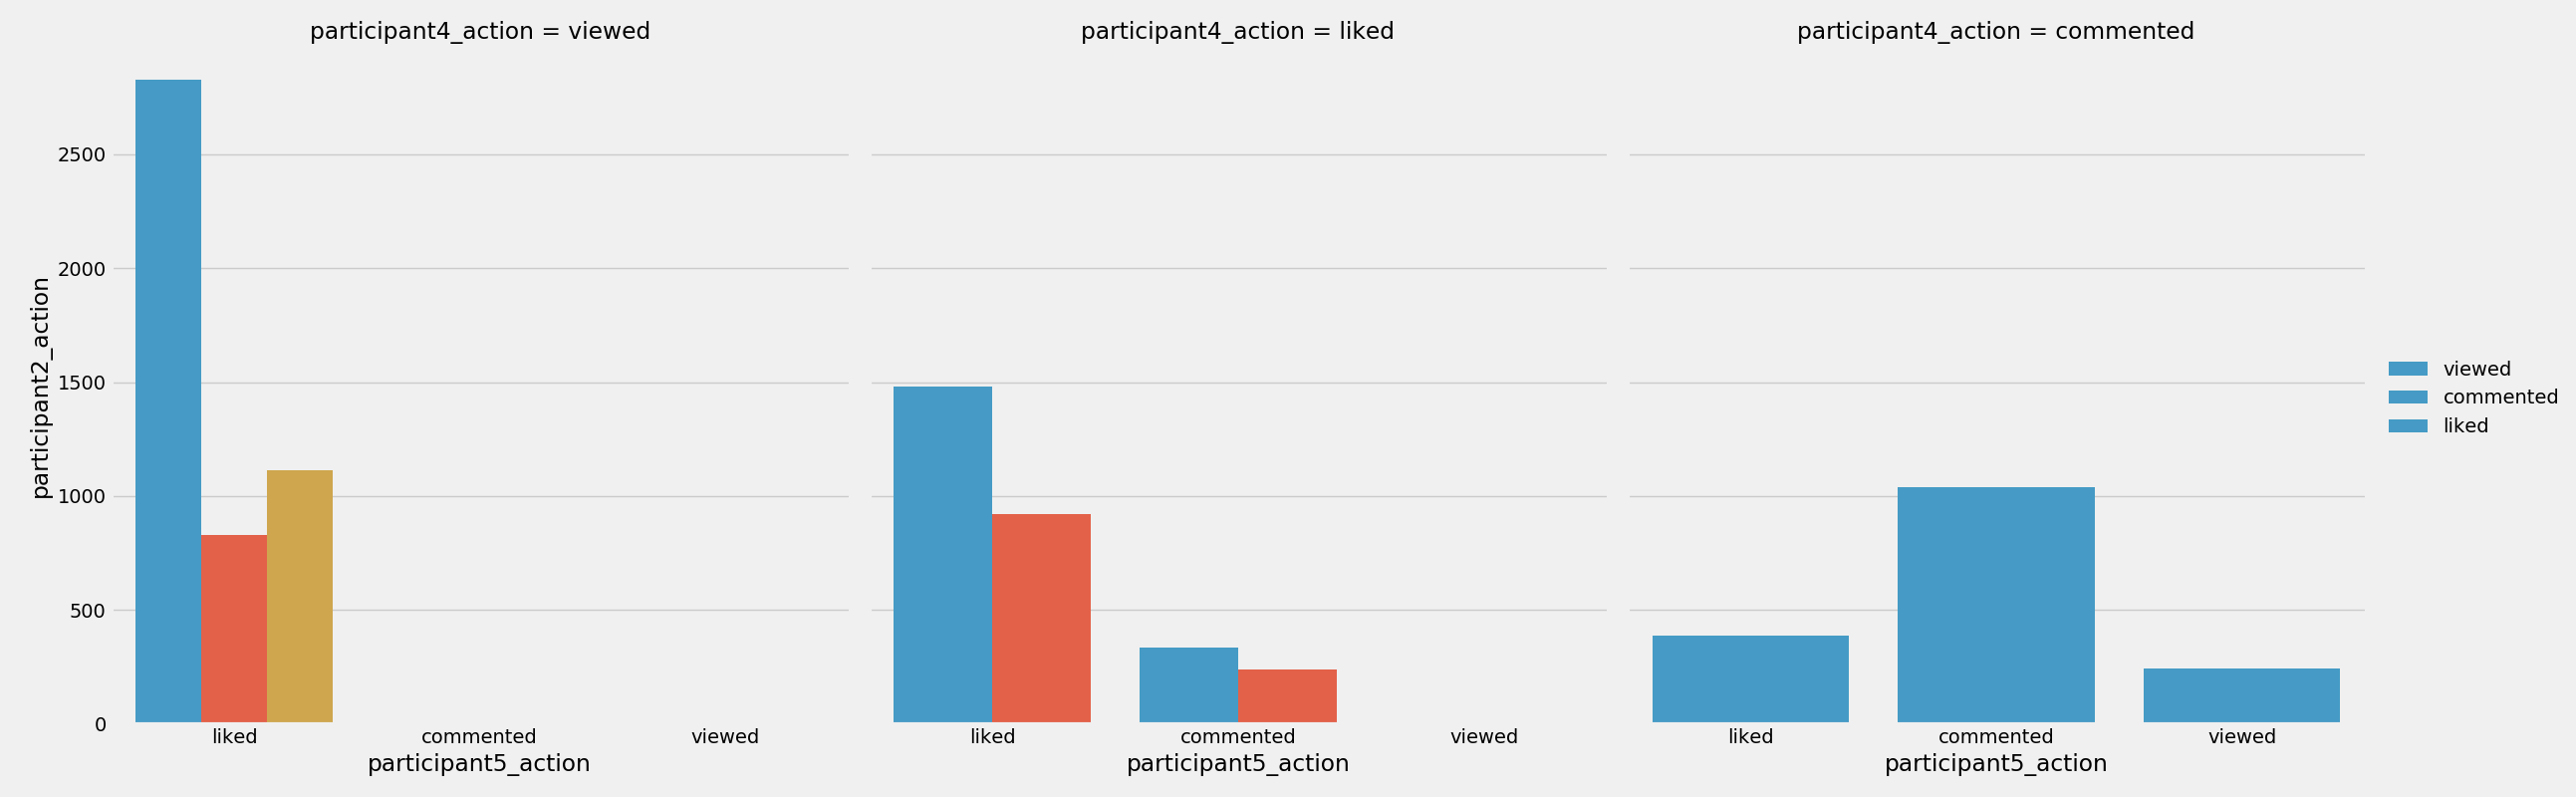 participant4_action = viewed
participant4_action = liked
participant4_action = commented
participant2_action
2500
2000
1500
1000
500
0
liked commented viewed
participant5_action
liked commented viewed
participant5_action
liked commented viewed
participant5_action
viewed
commented
liked